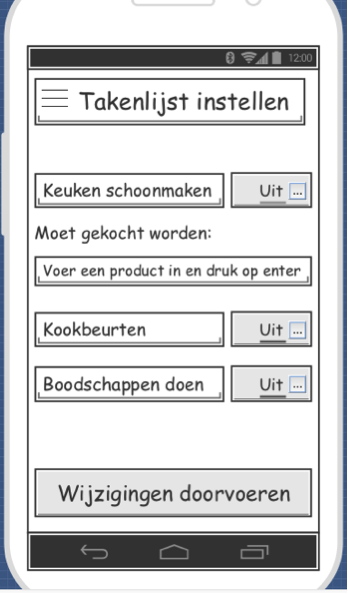 12:00
Takenlijst instellen
Keuken schoonmaken Uit ...
Moet gekocht worden:
Voer een product in en druk op enter
Kookbeurten Uit ...
Boodschappen doen Uit ...
Wijzigingen doorvoeren